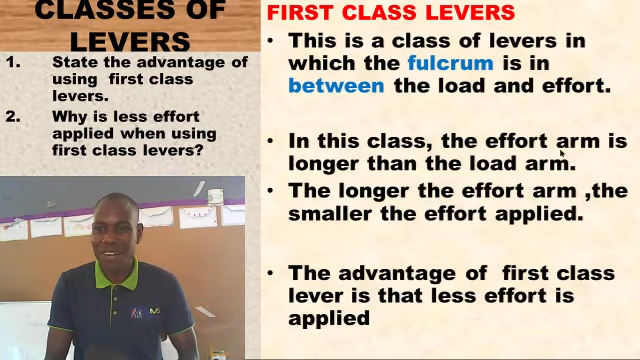 CLASSES OF
LEVERS
1. State the advantage of
using first class
levers.
2. Why is less effort
applied when using
first class levers?
FIRST CLASS LEVERS
• This is a class of levers in
which the fulcrum is in
between the load and effort.
• In this class, the effort arm is
longer than the load arm.
• The longer the effort arm ,the
smaller the effort applied.
• The advantage of first class
lever is that less effort is
applied